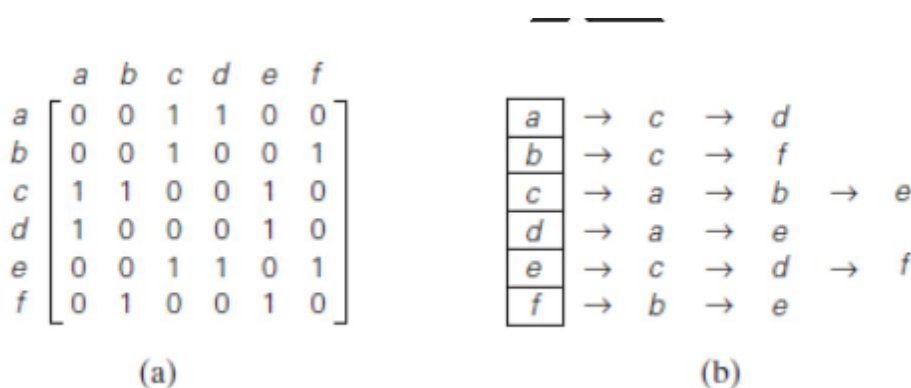 a b c d e f
a 0 0 1 1 0 0
b 0 0 1 0 0 1
c 1 1 0 0 1 0
d 1 0 0 0 1 0
e 0 0 1 1 0 1
f 0 1 0 0 1 0
(a)
a → c → d
b → c → f
c → a → b → e
d → a → e
e → c → d → f
f → b → e
(b)